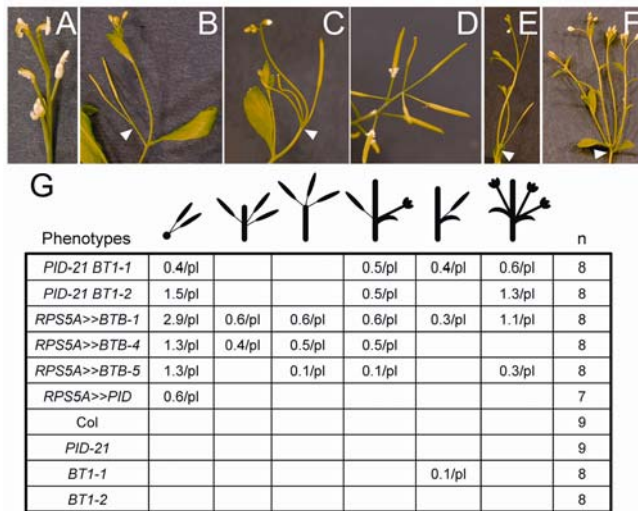 A B C D E F
G
Phenotypes n
PID-21 BT1-1 0.4/pl 0.5/pl 0.4/pl 0.6/pl 8
PID-21 BT1-2 1.5/pl 0.5/pl 1.3/pl 8
RPS5A>>BTB-1 2.9/pl 0.6/pl 0.6/pl 0.6/pl 0.3/pl 1.1/pl 8
RPS5A>>BTB-4 1.3/pl 0.4/pl 0.5/pl 0.5/pl 8
RPS5A>>BTB-5 1.3/pl 0.1/pl 0.1/pl 0.3/pl 8
RPS5A>>PID 0.6/pl 7
Col 9
PID-21 9
BT1-1 0.1/pl 8
BT1-2 8